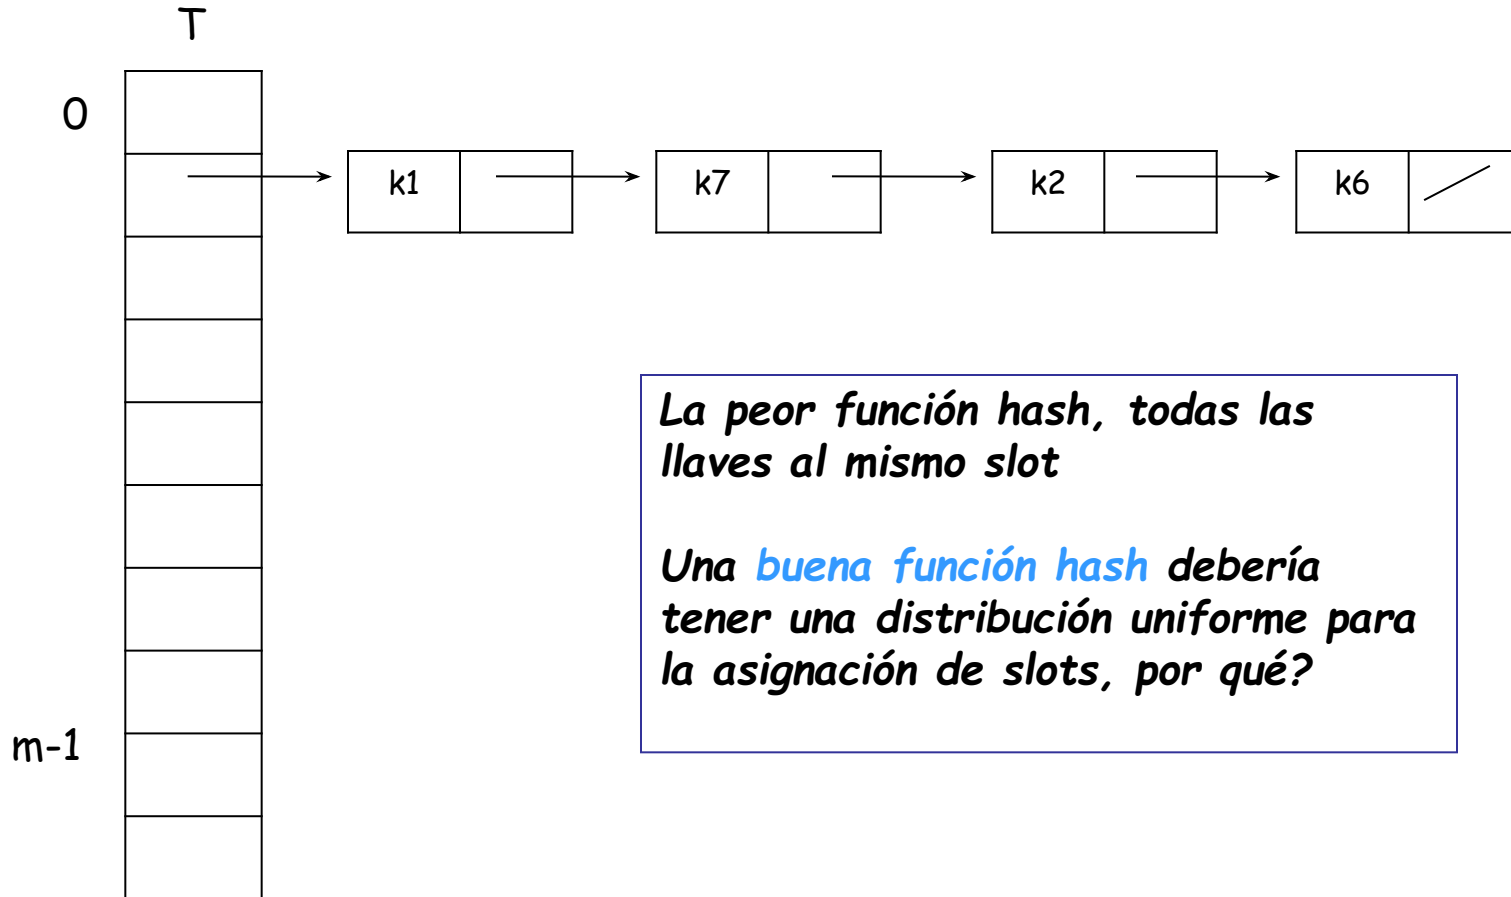 T
0
k1 k7 k2 k6
La peor función hash, todas las
llaves al mismo slot
Una buena función hash debería
tener una distribución uniforme para
la asignación de slots, por qué?
m-1